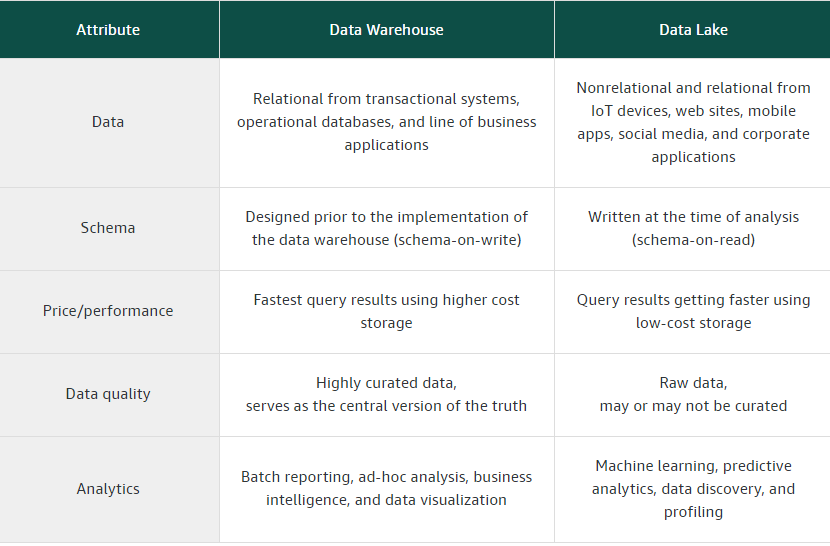 Attribute
Data Warehouse
Data Lake
Data
Relational from transactional systems,
operational databases, and line of business
applications
Nonrelational and relational from
IoT devices, web sites, mobile
apps, social media, and corporate
applications
Schema
Designed prior to the implementation of
the data warehouse (schema-on-write)
Written at the time of analysis
(schema-on-read)
Price/performance
Fastest query results using higher cost
storage
Query results getting faster using
low-cost storage
Data quality
Highly curated data,
serves as the central version of the truth
Raw data,
may or may not be curated
Analytics
Batch reporting, ad-hoc analysis, business
intelligence, and data visualization
Machine learning, predictive
analytics, data discovery, and
profiling